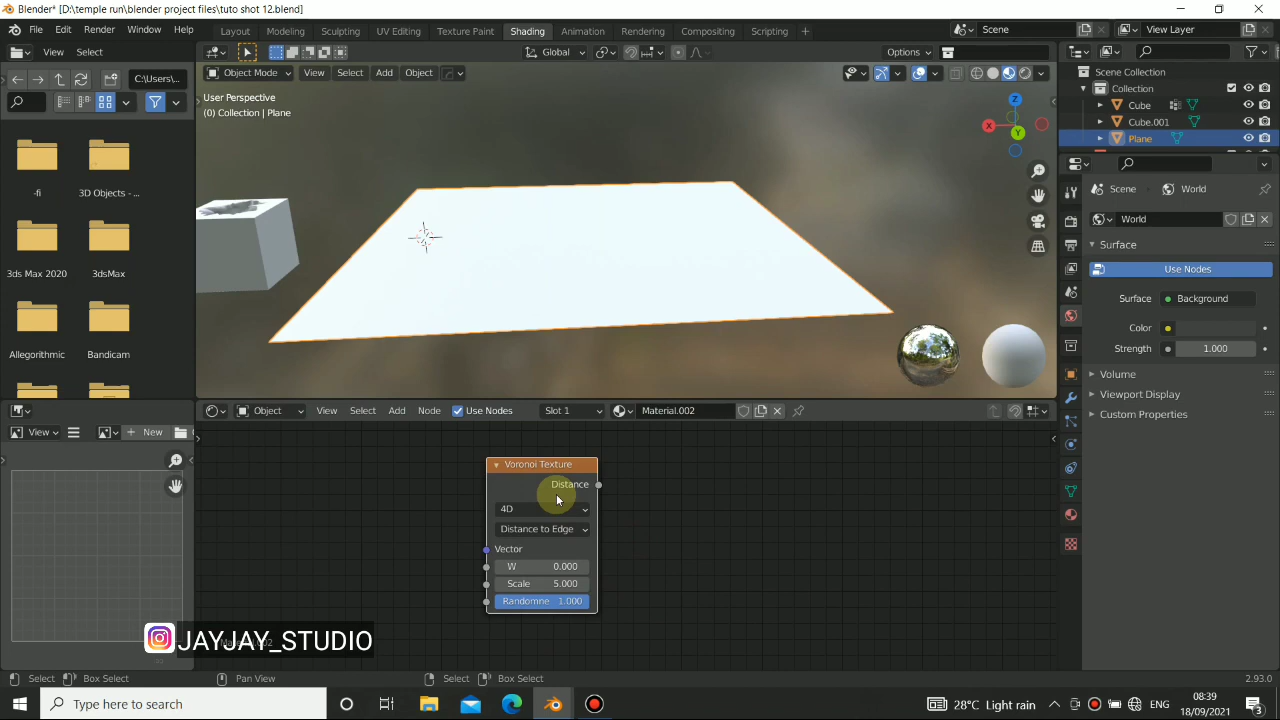 Blender* [D:\temple run\blender project files\tuto shot 12.blend]
File Edit Render Window Help
Layout Modeling Sculpting UV Editing Texture Paint Shading Animation Rendering Compositing Scripting +
Scene
View Layer
View Select
Global
Options
C:\Users\...
Object Mode View Select Add Object
User Perspective
(0) Collection | Plane
Z
X
Y
Scene Collection
Collection
Cube
Cube.001
Plane
-fi
3D Objects - ...
3ds Max 2020
3dsMax
Allegorithmic
Bandicam
Scene
World
World
Surface
Use Nodes
Surface
Background
Color
Strength
1.000
Volume
Viewport Display
Custom Properties
Object View Select Add Node Use Nodes Slot 1 Material.002
View
New
Voronoi Texture
Distance
4D
Distance to Edge
Vector
W 0.000
Scale 5.000
Randomne 1.000
JAYJAY_STUDIO
Select Box Select Pan View Select Box Select
2.93.0
Type here to search
28°C Light rain
ENG
08:39
18/09/2021
3